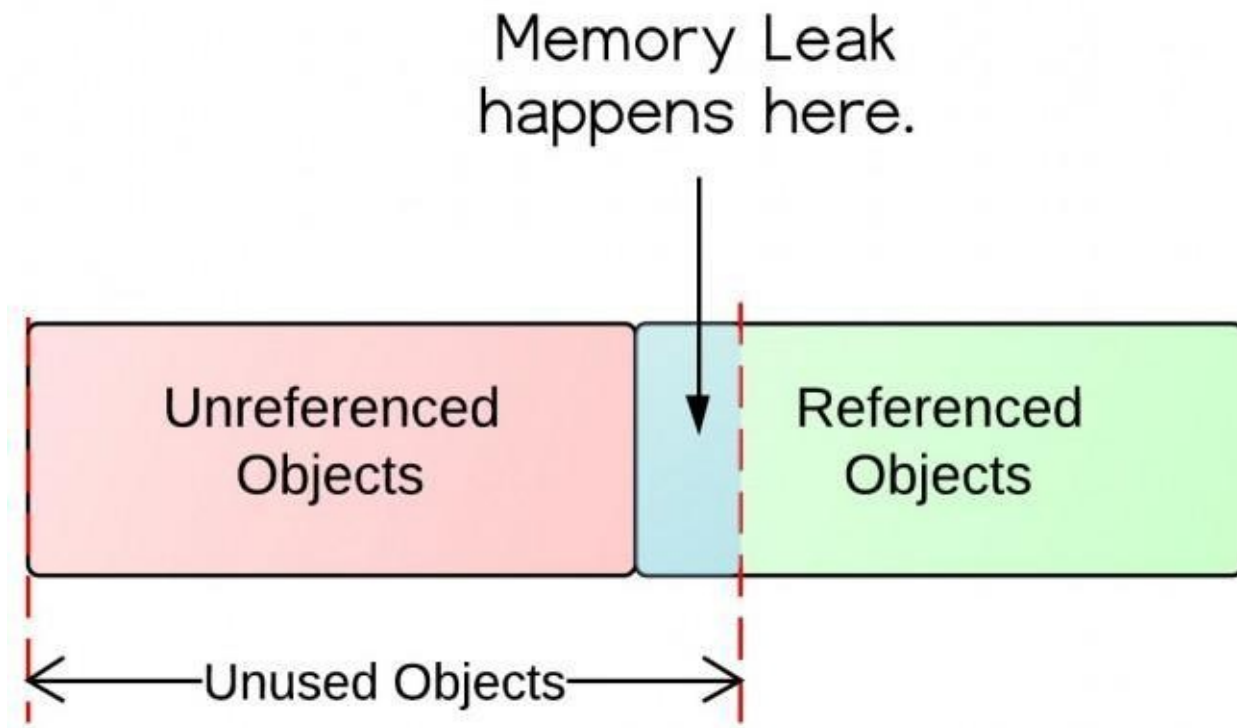 Memory Leak
happens here.
Unreferenced
Objects
Referenced
Objects
Unused Objects